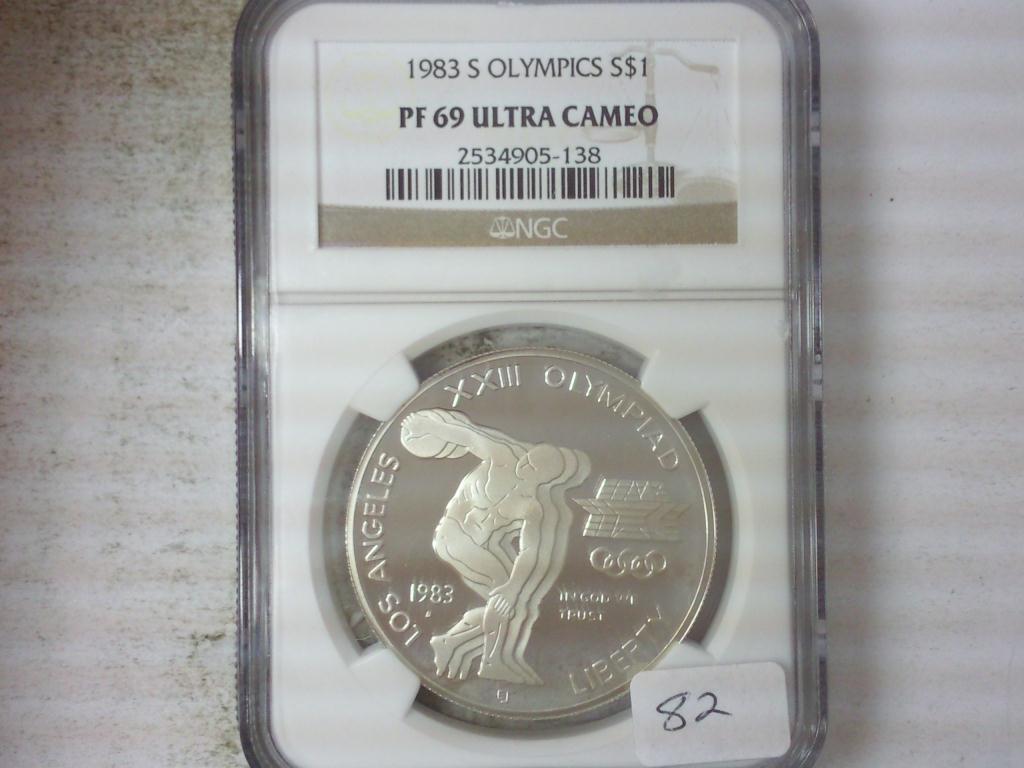 1983 S OLYMPICS S$1
PF 69 ULTRA CAMEO
2534905-138
NGC
LOS ANGELES XXIII OLYMPIAD
1983
S
IN GOD WE
TRUST
LIBERTY
82